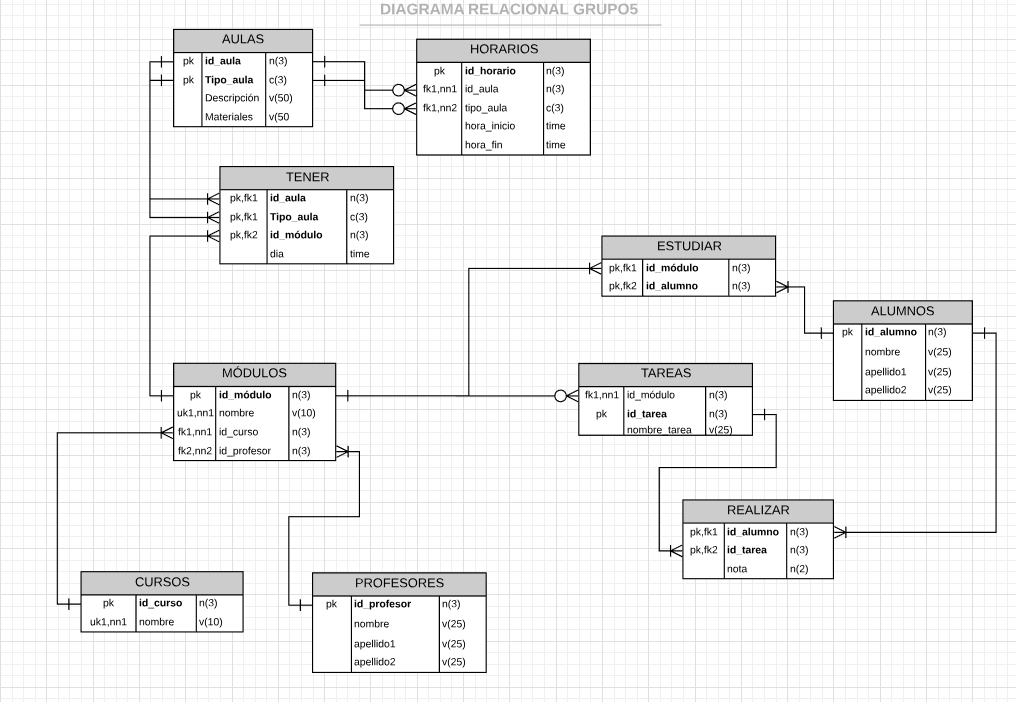 DIAGRAMA RELACIONAL GRUPO5
AULAS
pk id_aula n(3)
pk Tipo_aula c(3)
Descripción v(50)
Materiales v(50
HORARIOS
pk id_horario n(3)
fk1,nn1 id_aula n(3)
fk1,nn2 tipo_aula c(3)
hora_inicio time
hora_fin time
TENER
pk,fk1 id_aula n(3)
pk,fk1 Tipo_aula c(3)
pk,fk2 id_módulo n(3)
dia time
ESTUDIAR
pk,fk1 id_módulo n(3)
pk,fk2 id_alumno n(3)
ALUMNOS
pk id_alumno n(3)
nombre v(25)
apellido1 v(25)
apellido2 v(25)
MÓDULOS
pk id_módulo n(3)
uk1,nn1 nombre v(10)
fk1,nn1 id_curso n(3)
fk2,nn2 id_profesor n(3)
TAREAS
fk1,nn1 id_módulo n(3)
pk id_tarea n(3)
nombre_tarea v(25)
REALIZAR
pk,fk1 id_alumno n(3)
pk,fk2 id_tarea n(3)
nota n(2)
CURSOS
pk id_curso n(3)
uk1,nn1 nombre v(10)
PROFESORES
pk id_profesor n(3)
nombre v(25)
apellido1 v(25)
apellido2 v(25)